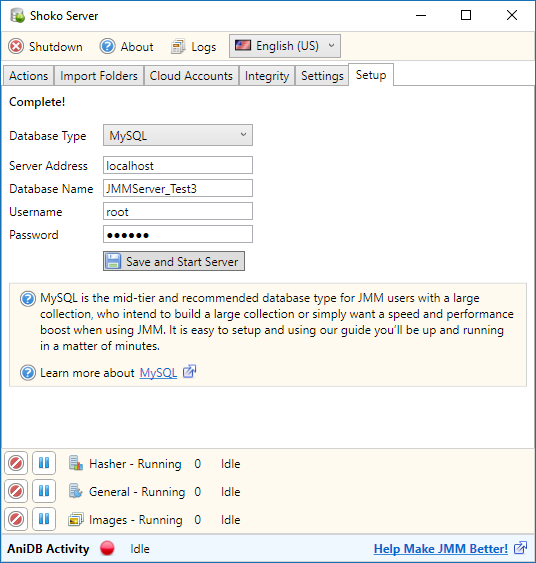 Shoko Server
Shutdown About Logs English (US)
Actions Import Folders Cloud Accounts Integrity Settings Setup
Complete!
Database Type MySQL
Server Address localhost
Database Name JMMServer_Test3
Username root
Password ●●●●●●
Save and Start Server
MySQL is the mid-tier and recommended database type for JMM users with a large
collection, who intend to build a large collection or simply want a speed and performance
boost when using JMM. It is easy to setup and using our guide you'll be up and running
in a matter of minutes.
Learn more about MySQL
Hasher - Running 0 Idle
General - Running 0 Idle
Images - Running 0 Idle
AniDB Activity Idle Help Make JMM Better!